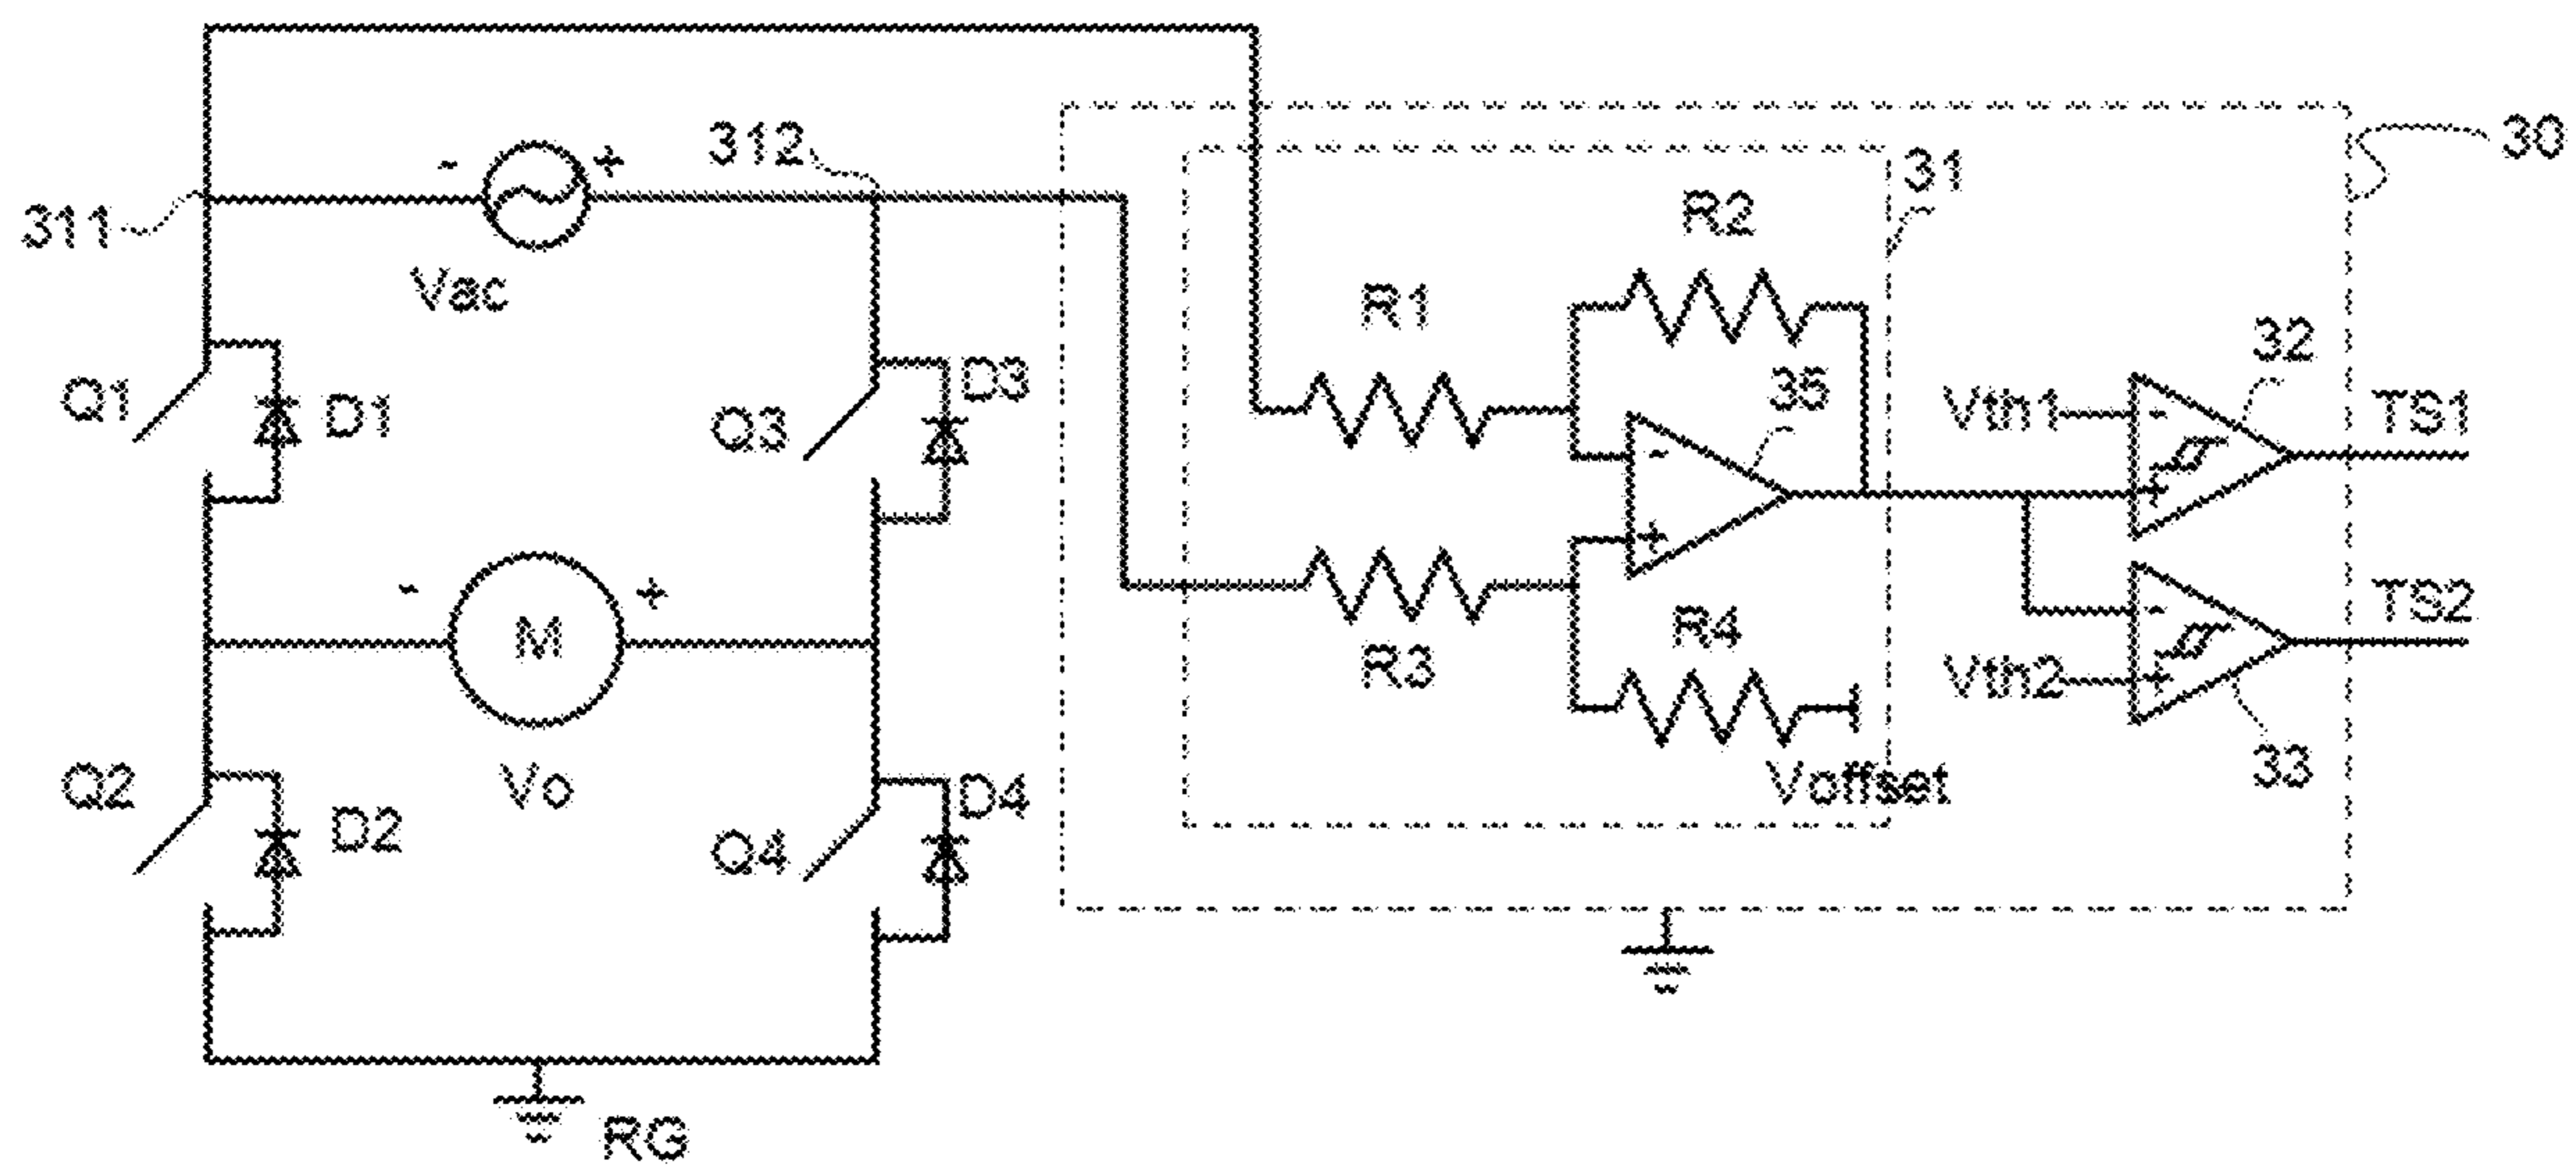 30
312
31
311
Vac
- +
R2
R1
32
35
D3
Q1
D1
Q3
Vth1
-
+
TS1
-
+
- +
M
Vo
R3
R4
TS2
Vth2
-
+
33
Voffset
Q2
D2
Q4
D4
RG